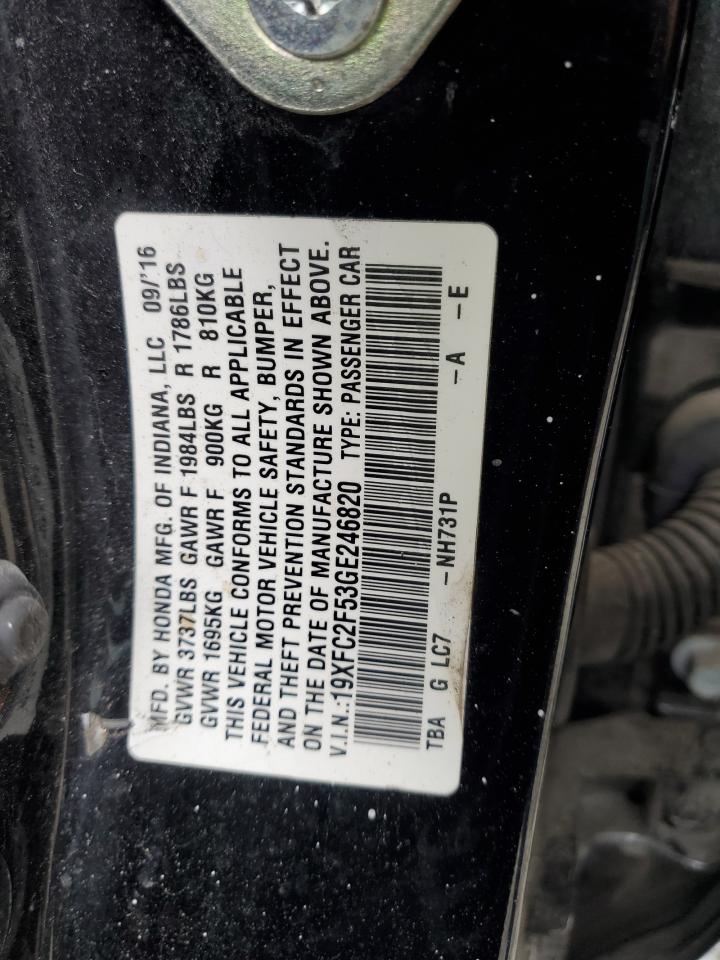 MFD. BY HONDA MFG. OF INDIANA, LLC 09/'16
GVWR 3737LBS GAWR F 1984LBS R 1786LBS
GVWR 1695KG GAWR F 900KG R 810KG
THIS VEHICLE CONFORMS TO ALL APPLICABLE
FEDERAL MOTOR VEHICLE SAFETY, BUMPER,
AND THEFT PREVENTION STANDARDS IN EFFECT
ON THE DATE OF MANUFACTURE SHOWN ABOVE.
V.I.N.:19XFC2F53GE246820 TYPE: PASSENGER CAR
TBA G LC7 -NH731P -A -E